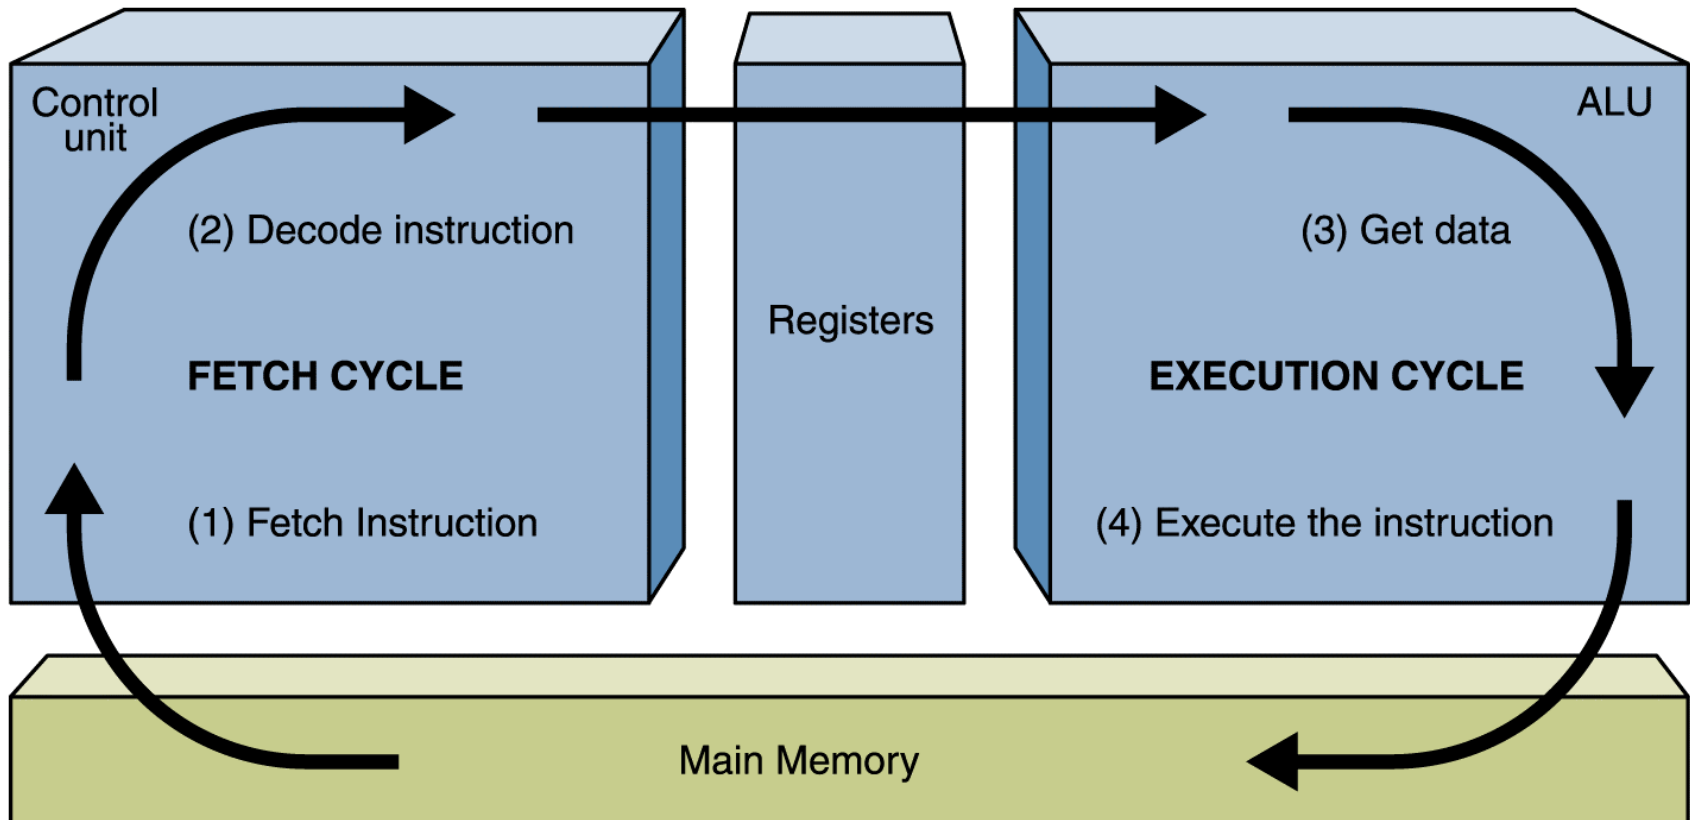 Control
unit
ALU
(2) Decode instruction
(3) Get data
Registers
FETCH CYCLE
EXECUTION CYCLE
(1) Fetch Instruction
(4) Execute the instruction
Main Memory